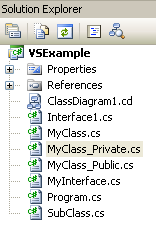 Solution Explorer
VSExample
Properties
References
ClassDiagram1.cd
Interface1.cs
MyClass.cs
MyClass_Private.cs
MyClass_Public.cs
MyInterface.cs
Program.cs
SubClass.cs